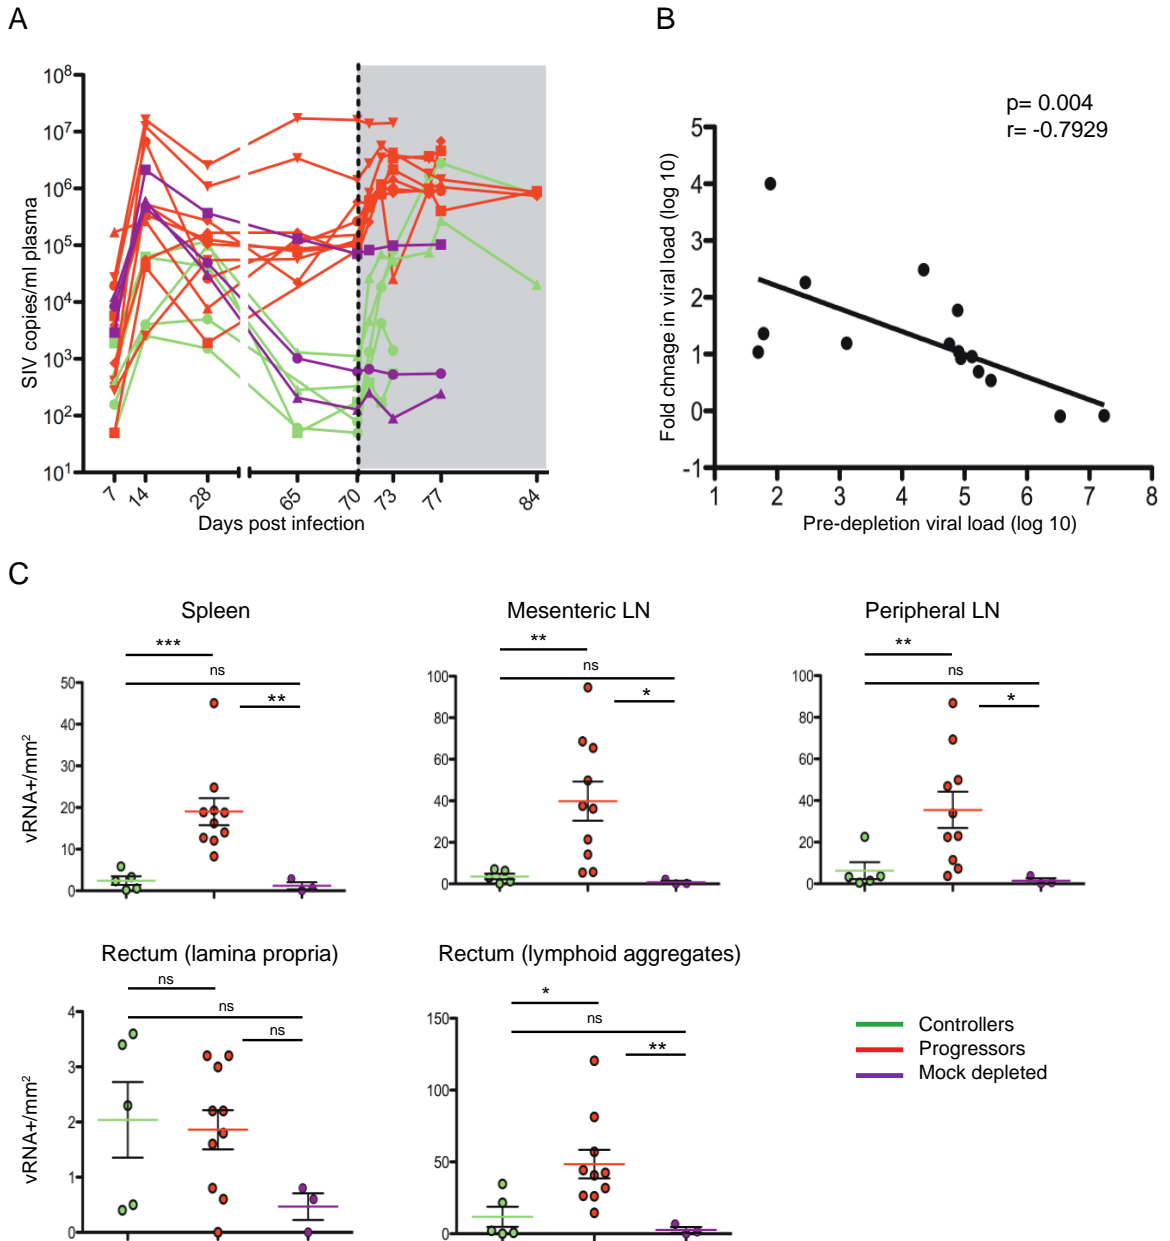 A
B
SIV copies/ml plasma
10⁸
10⁷
10⁶
10⁵
10⁴
10³
10²
10¹
7 14 28 65 70 73 77 84
Days post infection
p= 0.004
r= -0.7929
Fold chnage in viral load (log 10)
5
4
3
2
1
0
-1
1 2 3 4 5 6 7 8
Pre-depletion viral load (log 10)
C
Spleen
***
ns
**
vRNA+/mm²
50
40
30
20
10
0
Mesenteric LN
**
ns
*
100
80
60
40
20
0
Peripheral LN
**
ns
*
100
80
60
40
20
0
Rectum (lamina propria)
ns
ns
ns
vRNA+/mm²
4
3
2
1
0
Rectum (lymphoid aggregates)
*
ns
**
150
100
50
0
Controllers
Progressors
Mock depleted